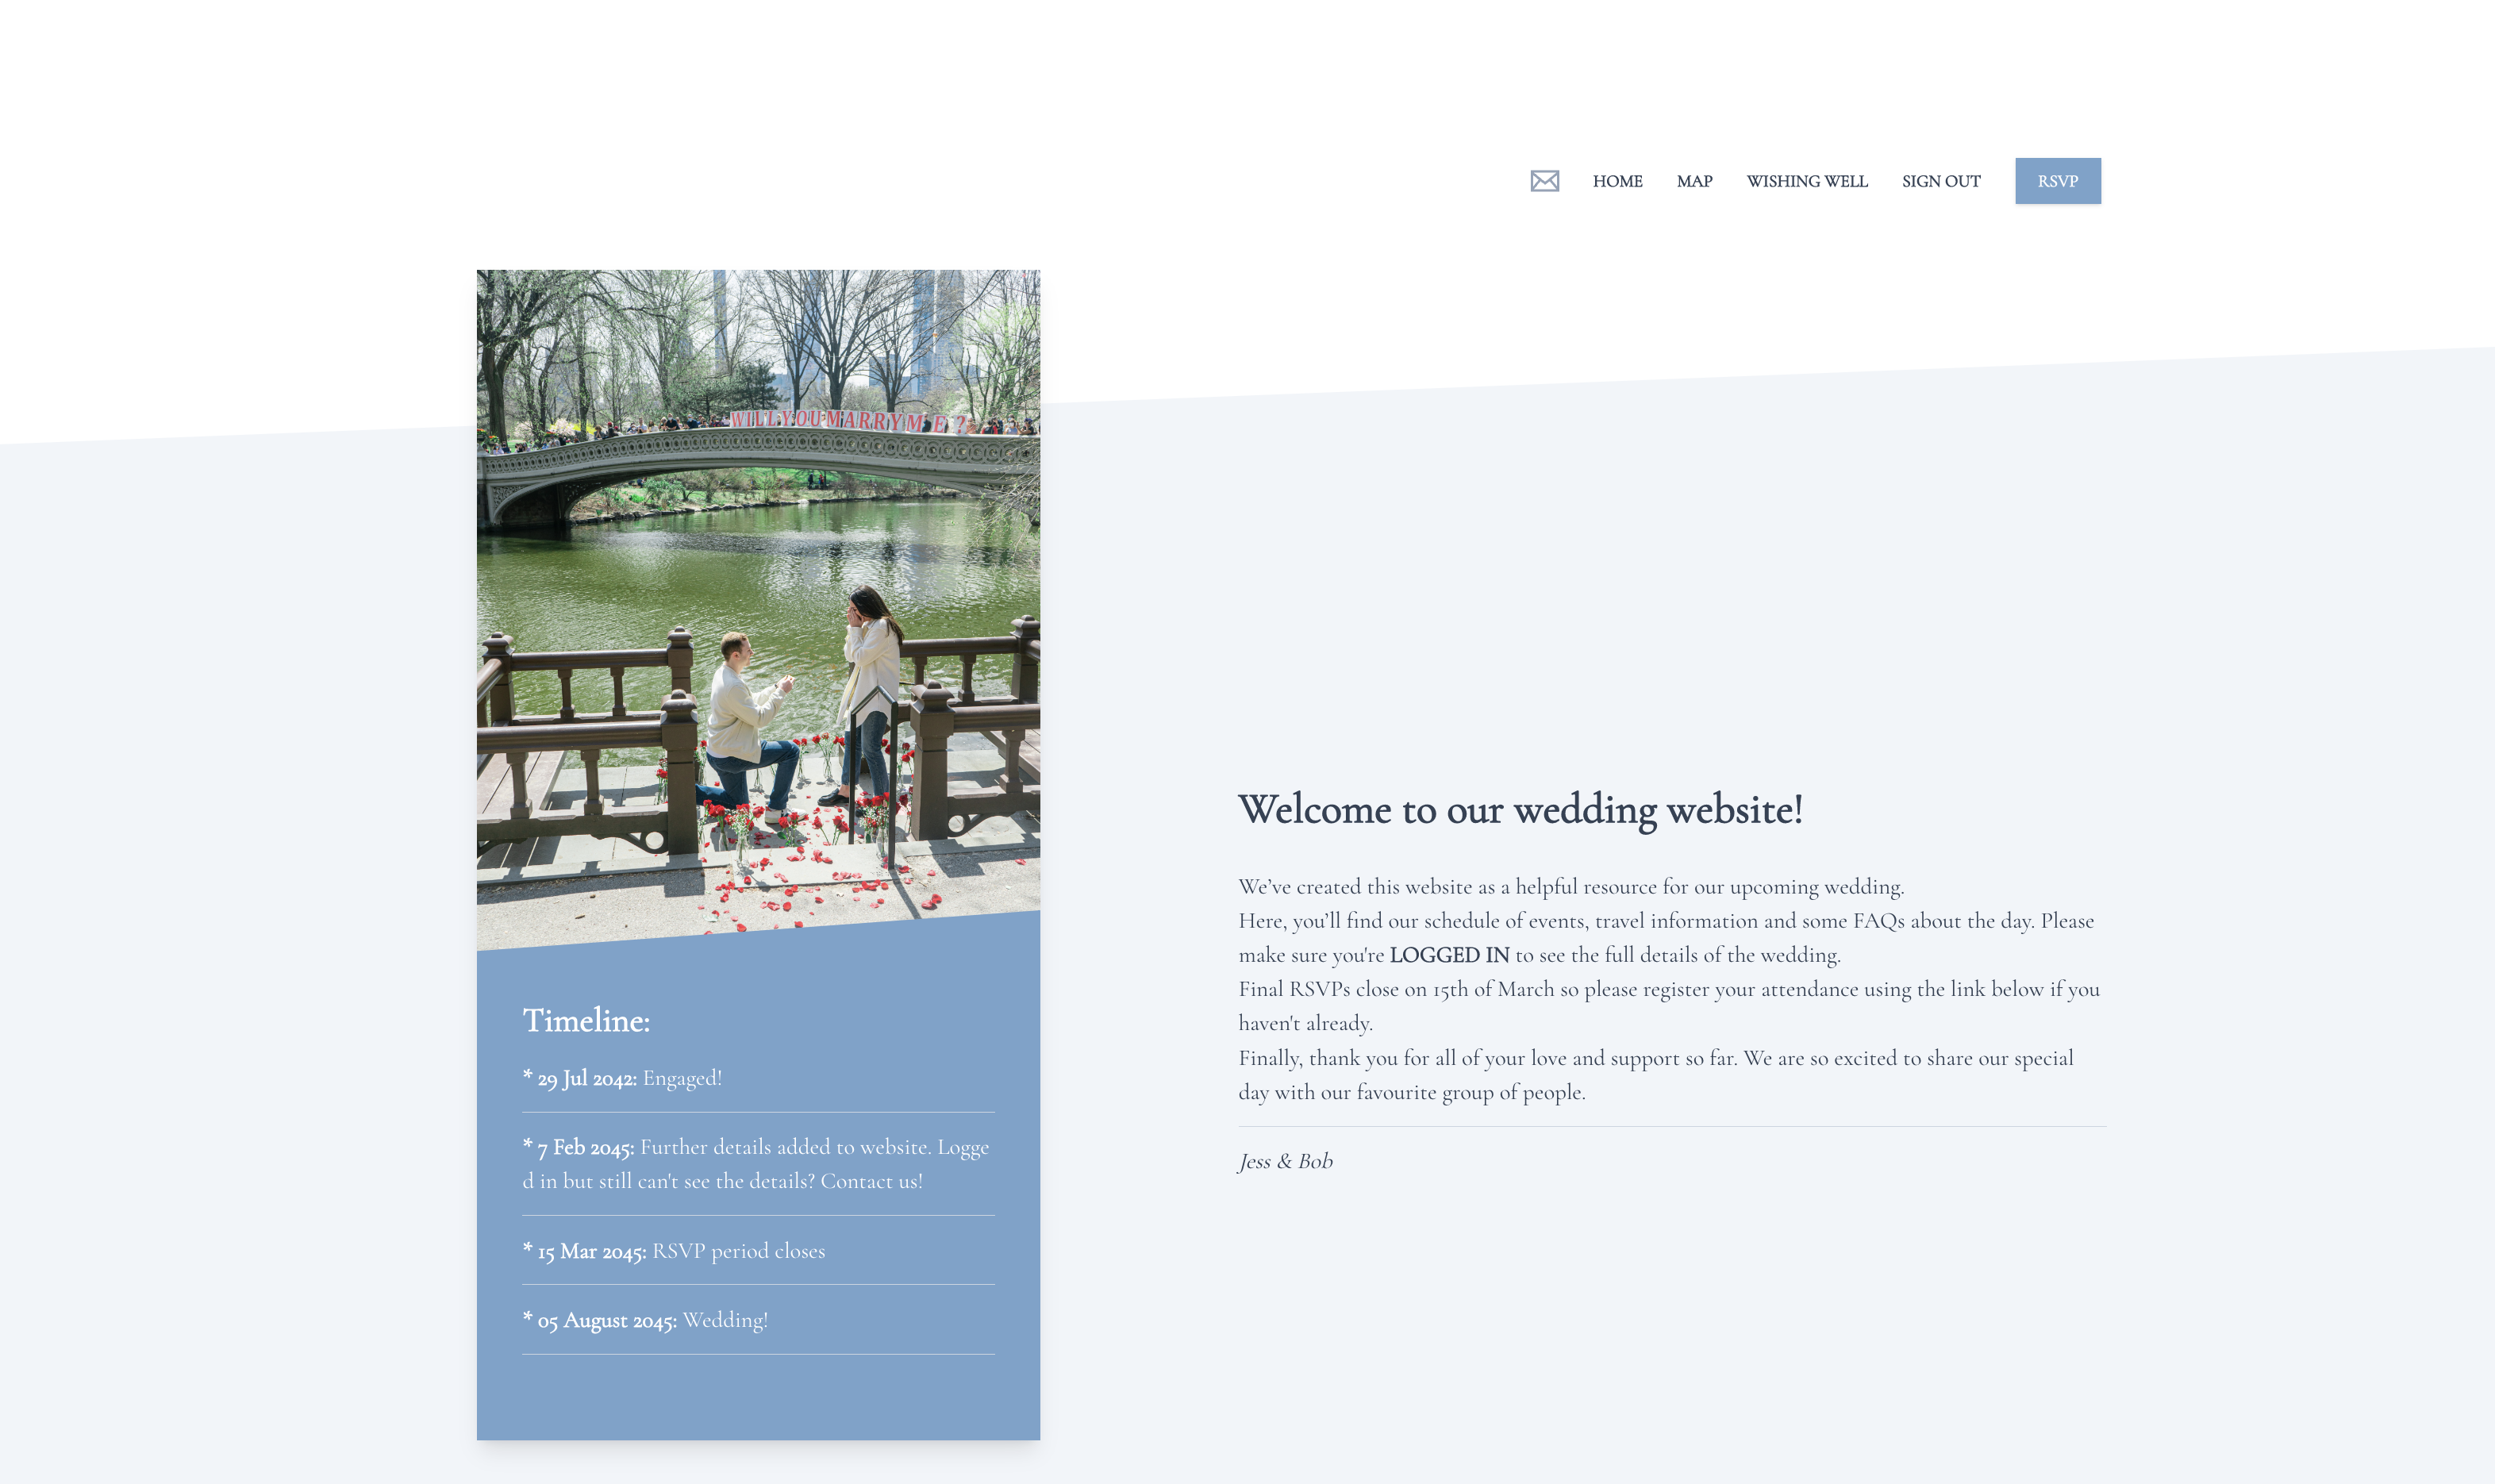 HOME MAP WISHING WELL SIGN OUT RSVP
WILL YOU MARRY ME?
Timeline:
* 29 Jul 2042: Engaged!
* 7 Feb 2045: Further details added to website. Logge
d in but still can't see the details? Contact us!
* 15 Mar 2045: RSVP period closes
* 05 August 2045: Wedding!
Welcome to our wedding website!
We’ve created this website as a helpful resource for our upcoming wedding.
Here, you’ll find our schedule of events, travel information and some FAQs about the day. Please
make sure you're LOGGED IN to see the full details of the wedding.
Final RSVPs close on 15th of March so please register your attendance using the link below if you
haven't already.
Finally, thank you for all of your love and support so far. We are so excited to share our special
day with our favourite group of people.
Jess & Bob